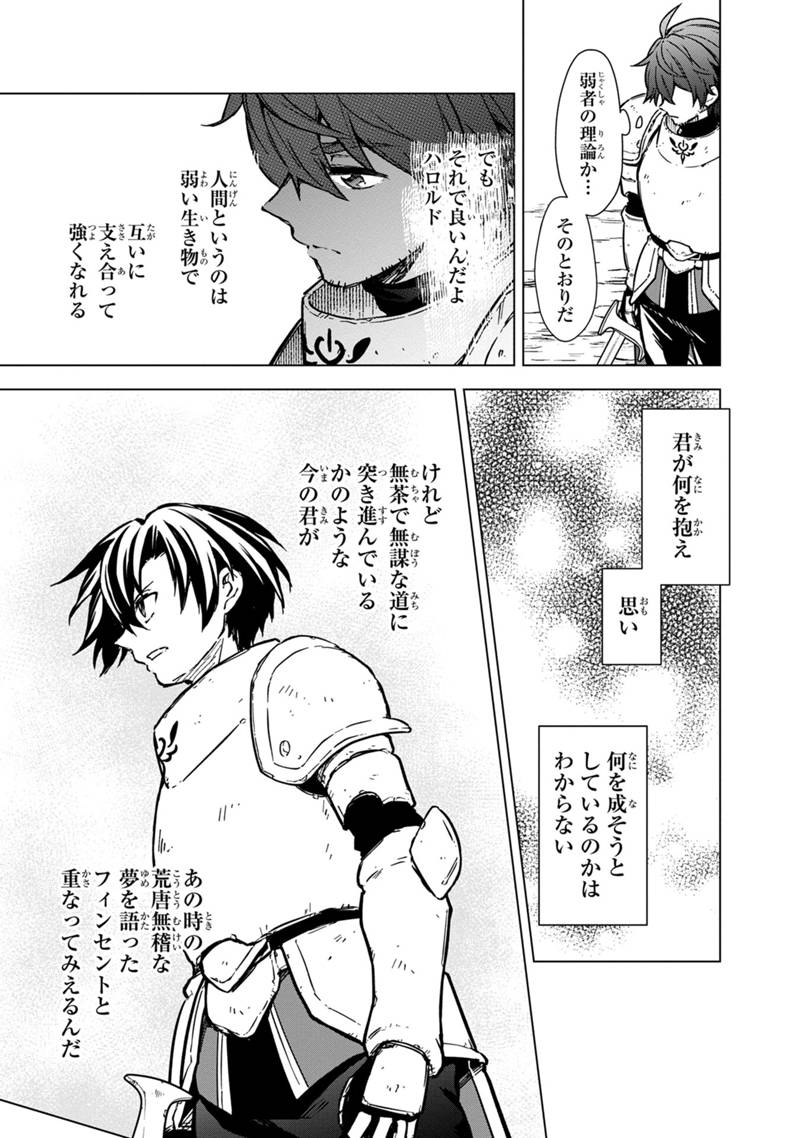 弱者の理論か…
そのとおりだ
でも
それで良いんだよ
ハロルド
人間というのは
弱い生き物で
互いに
支え合って
強くなれる
君が何を抱え
思い
何を成そうと
しているのかは
わからない
けれど
無茶で無謀な道に
突き進んでいる
かのような
今の君が
あの時の
荒唐無稽な
夢を語った
フィンセントと
重なってみえるんだ